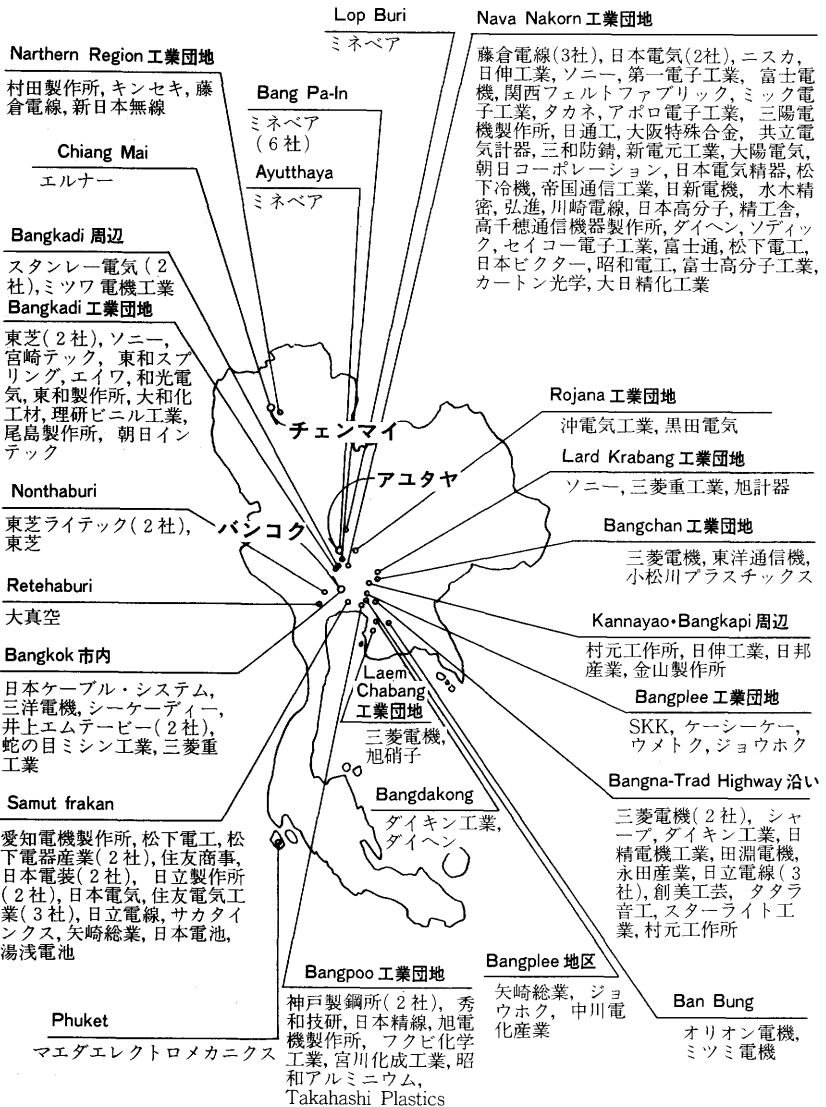 Lop Buri
ミネベア
Nava Nakorn 工業団地
藤倉電線(3社), 日本電気(2社), ニスカ,
日伸工業, ソニー, 第一電子工業, 富士電
機, 関西フェルトファブリック, ミック電
子工業, タカネ, アポロ電子工業, 三陽電
機製作所, 日通工, 大阪特殊合金, 共立電
気計器, 三和防錆, 新電元工業, 大陽電気,
朝日コーポレーション, 日本電気精器, 松
下冷機, 帝国通信工業, 日新電機, 水木精
密, 弘進, 川崎電線, 日本高分子, 精工舎,
高千穂通信機器製作所, ダイヘン, ソディッ
ク, セイコー電子工業, 富士通, 松下電工,
日本ビクター, 昭和電工, 富士高分子工業,
カートン光学, 大日精化工業
Narthern Region 工業団地
村田製作所, キンセキ, 藤
倉電線, 新日本無線
Bang Pa-In
ミネベア
(6社)
Chiang Mai
エルナー
Ayutthaya
ミネベア
Bangkadi 周辺
スタンレー電気(2
社), ミツワ電機工業
Bangkadi 工業団地
東芝(2社), ソニー,
宮崎テック, 東和スプ
リング, エイワ, 和光電
気, 東和製作所, 大和化
工材, 理研ビニル工業,
尾島製作所, 朝日イン
テック
チェンマイ
アユタヤ
バンコク
Rojana 工業団地
沖電気工業, 黒田電気
Lard Krabang 工業団地
ソニー, 三菱重工業, 旭計器
Nonthaburi
東芝ライテック(2社),
東芝
Bangchan 工業団地
三菱電機, 東洋通信機,
小松川プラスチックス
Retehaburi
大真空
Kannayao・Bangkapi 周辺
村元工作所, 日伸工業, 日邦
産業, 金山製作所
Bangkok 市内
日本ケーブル・システム,
三洋電機, シーケーディー,
井上エムテービー(2社),
蛇の目ミシン工業, 三菱重
工業
Laem
Chabang
工業団地
三菱電機,
旭硝子
Bangplee 工業団地
SKK, ケーシーケー,
ウメトク, ジョウホク
Bangdakong
ダイキン工業,
ダイヘン
Bangna-Trad Highway 沿い
三菱電機(2社), シャ
ープ, ダイキン工業, 日
精電機工業, 田淵電機,
永田産業, 日立電線(3
社), 創美工芸, タタラ
音工, スターライト工
業, 村元工作所
Samut frakan
愛知電機製作所, 松下電工, 松
下電器産業(2社), 住友商事,
日本電装(2社), 日立製作所
(2社), 日本電気, 住友電気工
業(3社), 日立電線, サカタイ
ンクス, 矢崎総業, 日本電池,
湯浅電池
Phuket
マエダエレクトロメカニクス
Bangpoo 工業団地
神戸製鋼所(2社), 秀
和技研, 日本精線, 旭電
機製作所, フクビ化学
工業, 宮川化成工業, 昭
和アルミニウム,
Takahashi Plastics
Bangplee 地区
矢崎総業, ジョ
ウホク, 中川電
化産業
Ban Bung
オリオン電機,
ミツミ電機